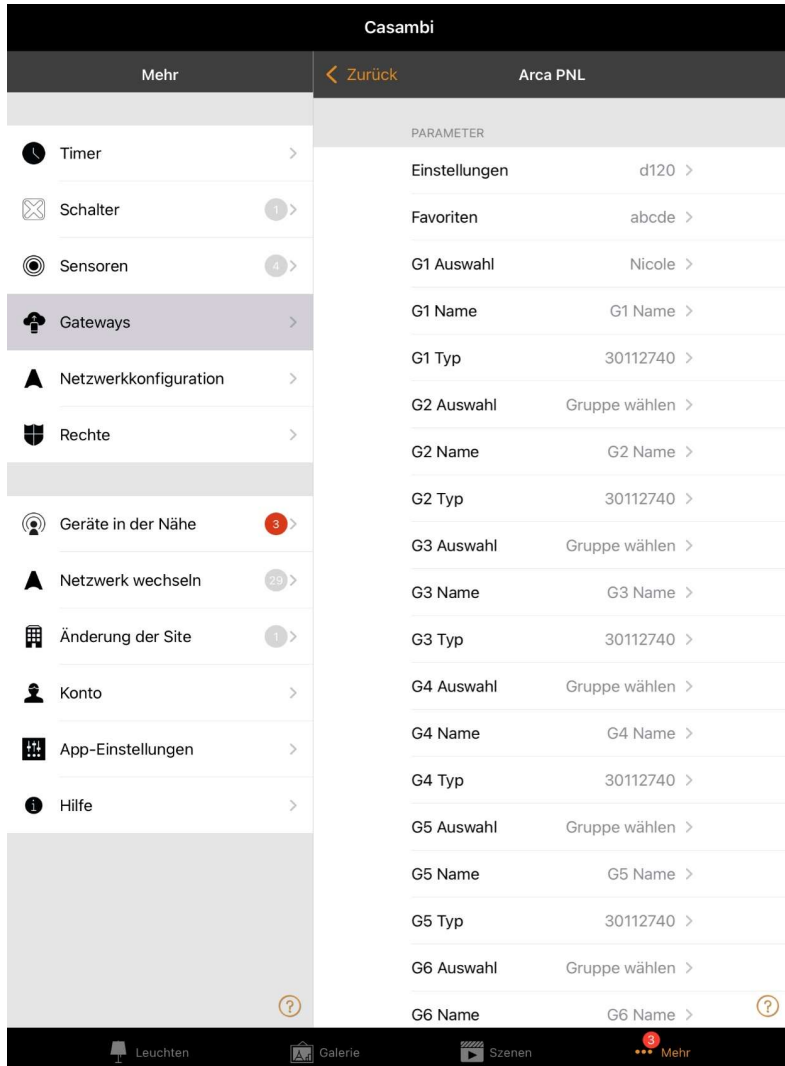 Casambi
Mehr
Timer
Schalter 1
Sensoren 4
Gateways
Netzwerkkonfiguration
Rechte
Geräte in der Nähe 3
Netzwerk wechseln 29
Änderung der Site 1
Konto
App-Einstellungen
Hilfe
?
Zurück
Arca PNL
PARAMETER
Einstellungen d120
Favoriten abcde
G1 Auswahl Nicole
G1 Name G1 Name
G1 Typ 30112740
G2 Auswahl Gruppe wählen
G2 Name G2 Name
G2 Typ 30112740
G3 Auswahl Gruppe wählen
G3 Name G3 Name
G3 Typ 30112740
G4 Auswahl Gruppe wählen
G4 Name G4 Name
G4 Typ 30112740
G5 Auswahl Gruppe wählen
G5 Name G5 Name
G5 Typ 30112740
G6 Auswahl Gruppe wählen
G6 Name G6 Name
?
Leuchten
Galerie
Szenen
3
Mehr